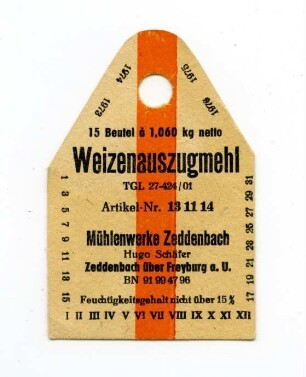 1973 1974 1975 1976
15 Beutel à 1,060 kg netto
Weizenauszugmehl
TGL 27-424/01
Artikel-Nr. 13 11 14
Mühlenwerke Zeddenbach
Hugo Schäfer
Zeddenbach über Freyburg a. U.
BN 91 99 47 96
Feuchtigkeitsgehalt nicht über 15 %
1 3 5 7 9 11 13 15
17 19 21 23 25 27 29 31
I II III IV V VI VII VIII IX X XI XII